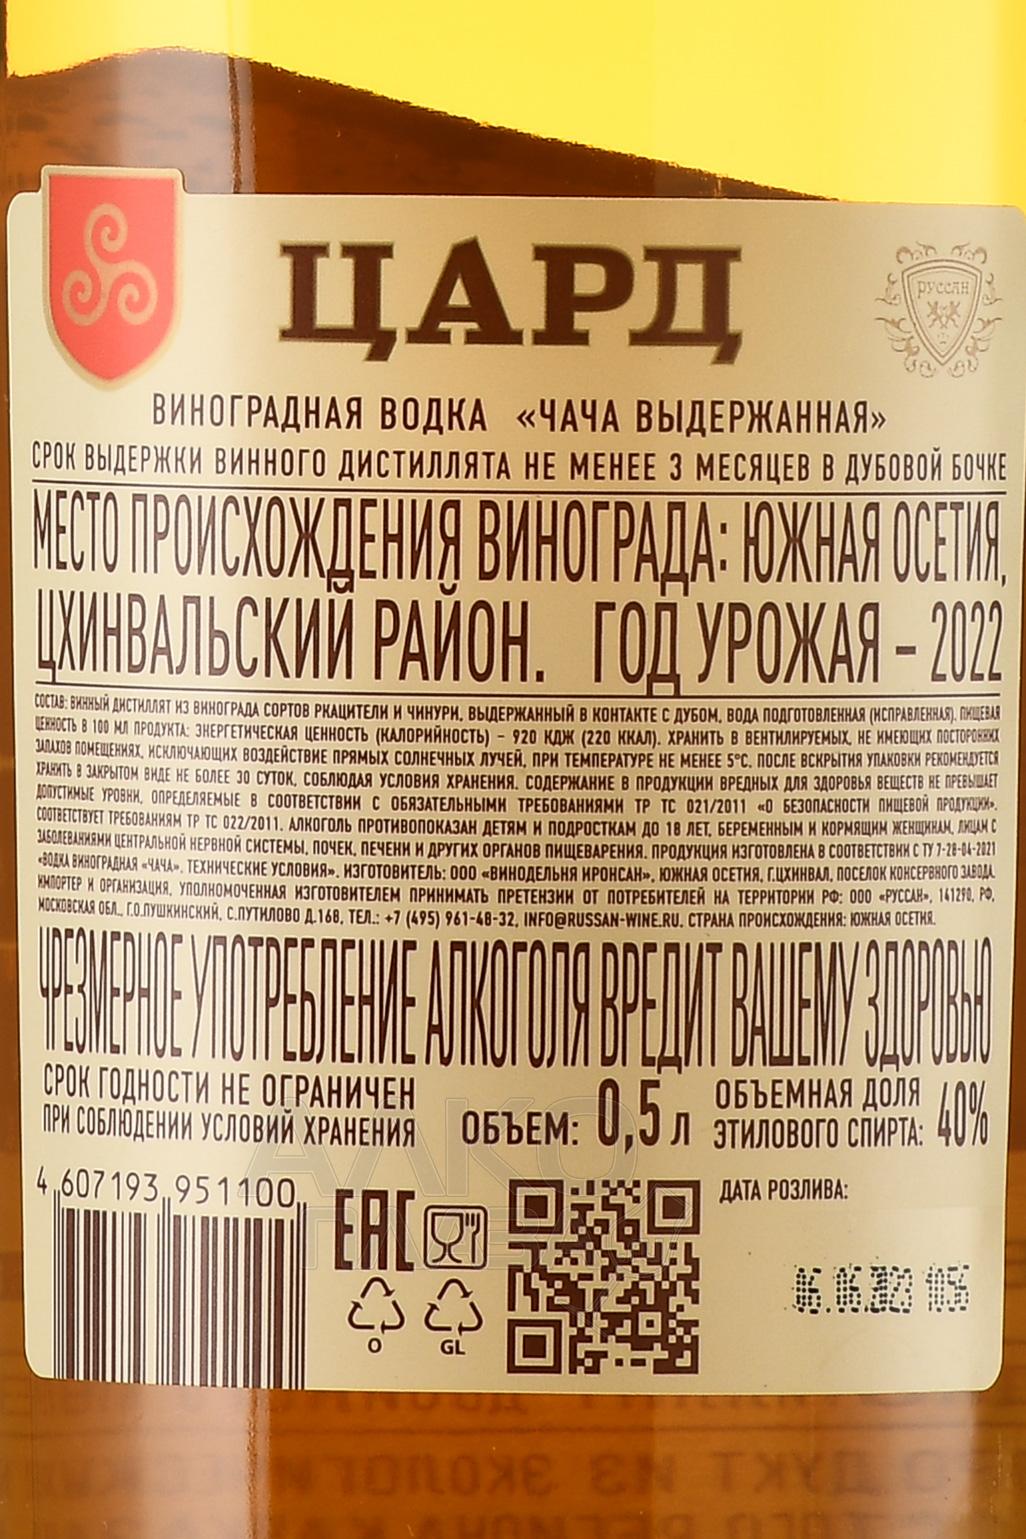 ЦАРД
РУССАН
ВИНОГРАДНАЯ ВОДКА «ЧАЧА ВЫДЕРЖАННАЯ»
СРОК ВЫДЕРЖКИ ВИННОГО ДИСТИЛЛЯТА НЕ МЕНЕЕ 3 МЕСЯЦЕВ В ДУБОВОЙ БОЧКЕ
МЕСТО ПРОИСХОЖДЕНИЯ ВИНОГРАДА: ЮЖНАЯ ОСЕТИЯ,
ЦХИНВАЛЬСКИЙ РАЙОН. ГОД УРОЖАЯ – 2022
СОСТАВ: ВИННЫЙ ДИСТИЛЛЯТ ИЗ ВИНОГРАДА СОРТОВ РКАЦИТЕЛИ И ЧИНУРИ, ВЫДЕРЖАННЫЙ В КОНТАКТЕ С ДУБОМ, ВОДА ПОДГОТОВЛЕННАЯ (ИСПРАВЛЕННАЯ). ПИЩЕВАЯ
ЦЕННОСТЬ В 100 МЛ ПРОДУКТА: ЭНЕРГЕТИЧЕСКАЯ ЦЕННОСТЬ (КАЛОРИЙНОСТЬ) – 920 КДЖ (220 ККАЛ). ХРАНИТЬ В ВЕНТИЛИРУЕМЫХ, НЕ ИМЕЮЩИХ ПОСТОРОННИХ
ЗАПАХОВ ПОМЕЩЕНИЯХ, ИСКЛЮЧАЮЩИХ ВОЗДЕЙСТВИЕ ПРЯМЫХ СОЛНЕЧНЫХ ЛУЧЕЙ, ПРИ ТЕМПЕРАТУРЕ НЕ МЕНЕЕ 5°С. ПОСЛЕ ВСКРЫТИЯ УПАКОВКИ РЕКОМЕНДУЕТСЯ
ХРАНИТЬ В ЗАКРЫТОМ ВИДЕ НЕ БОЛЕЕ 30 СУТОК, СОБЛЮДАЯ УСЛОВИЯ ХРАНЕНИЯ. СОДЕРЖАНИЕ В ПРОДУКЦИИ ВРЕДНЫХ ДЛЯ ЗДОРОВЬЯ ВЕЩЕСТВ НЕ ПРЕВЫШАЕТ
ДОПУСТИМЫЕ УРОВНИ, ОПРЕДЕЛЯЕМЫЕ В СООТВЕТСТВИИ С ОБЯЗАТЕЛЬНЫМИ ТРЕБОВАНИЯМИ ТР ТС 021/2011 «О БЕЗОПАСНОСТИ ПИЩЕВОЙ ПРОДУКЦИИ».
СООТВЕТСТВУЕТ ТРЕБОВАНИЯМ ТР ТС 022/2011. АЛКОГОЛЬ ПРОТИВОПОКАЗАН ДЕТЯМ И ПОДРОСТКАМ ДО 18 ЛЕТ, БЕРЕМЕННЫМ И КОРМЯЩИМ ЖЕНЩИНАМ, ЛИЦАМ С
ЗАБОЛЕВАНИЯМИ ЦЕНТРАЛЬНОЙ НЕРВНОЙ СИСТЕМЫ, ПОЧЕК, ПЕЧЕНИ И ДРУГИХ ОРГАНОВ ПИЩЕВАРЕНИЯ. ПРОДУКЦИЯ ИЗГОТОВЛЕНА В СООТВЕТСТВИИ С ТУ 7-28-04-2021
«ВОДКА ВИНОГРАДНАЯ «ЧАЧА». ТЕХНИЧЕСКИЕ УСЛОВИЯ». ИЗГОТОВИТЕЛЬ: ООО «ВИНОДЕЛЬНЯ ИРОНСАН», ЮЖНАЯ ОСЕТИЯ, Г.ЦХИНВАЛ, ПОСЕЛОК КОНСЕРВНОГО ЗАВОДА.
ИМПОРТЕР И ОРГАНИЗАЦИЯ, УПОЛНОМОЧЕННАЯ ИЗГОТОВИТЕЛЕМ ПРИНИМАТЬ ПРЕТЕНЗИИ ОТ ПОТРЕБИТЕЛЕЙ НА ТЕРРИТОРИИ РФ: ООО «РУССАН», 141290, РФ,
МОСКОВСКАЯ ОБЛ., Г.О.ПУШКИНСКИЙ, С.ПУТИЛОВО Д.168, ТЕЛ.: +7 (495) 961-48-32, INFO@RUSSAN-WINE.RU. СТРАНА ПРОИСХОЖДЕНИЯ: ЮЖНАЯ ОСЕТИЯ.
ЧРЕЗМЕРНОЕ УПОТРЕБЛЕНИЕ АЛКОГОЛЯ ВРЕДИТ ВАШЕМУ ЗДОРОВЬЮ
СРОК ГОДНОСТИ НЕ ОГРАНИЧЕН
ПРИ СОБЛЮДЕНИИ УСЛОВИЙ ХРАНЕНИЯ
ОБЪЕМ: 0,5 л
ОБЪЕМНАЯ ДОЛЯ
ЭТИЛОВОГО СПИРТА: 40%
4 607193 951100
EAC
0
GL
ДАТА РОЗЛИВА:
06.06.2023 1056